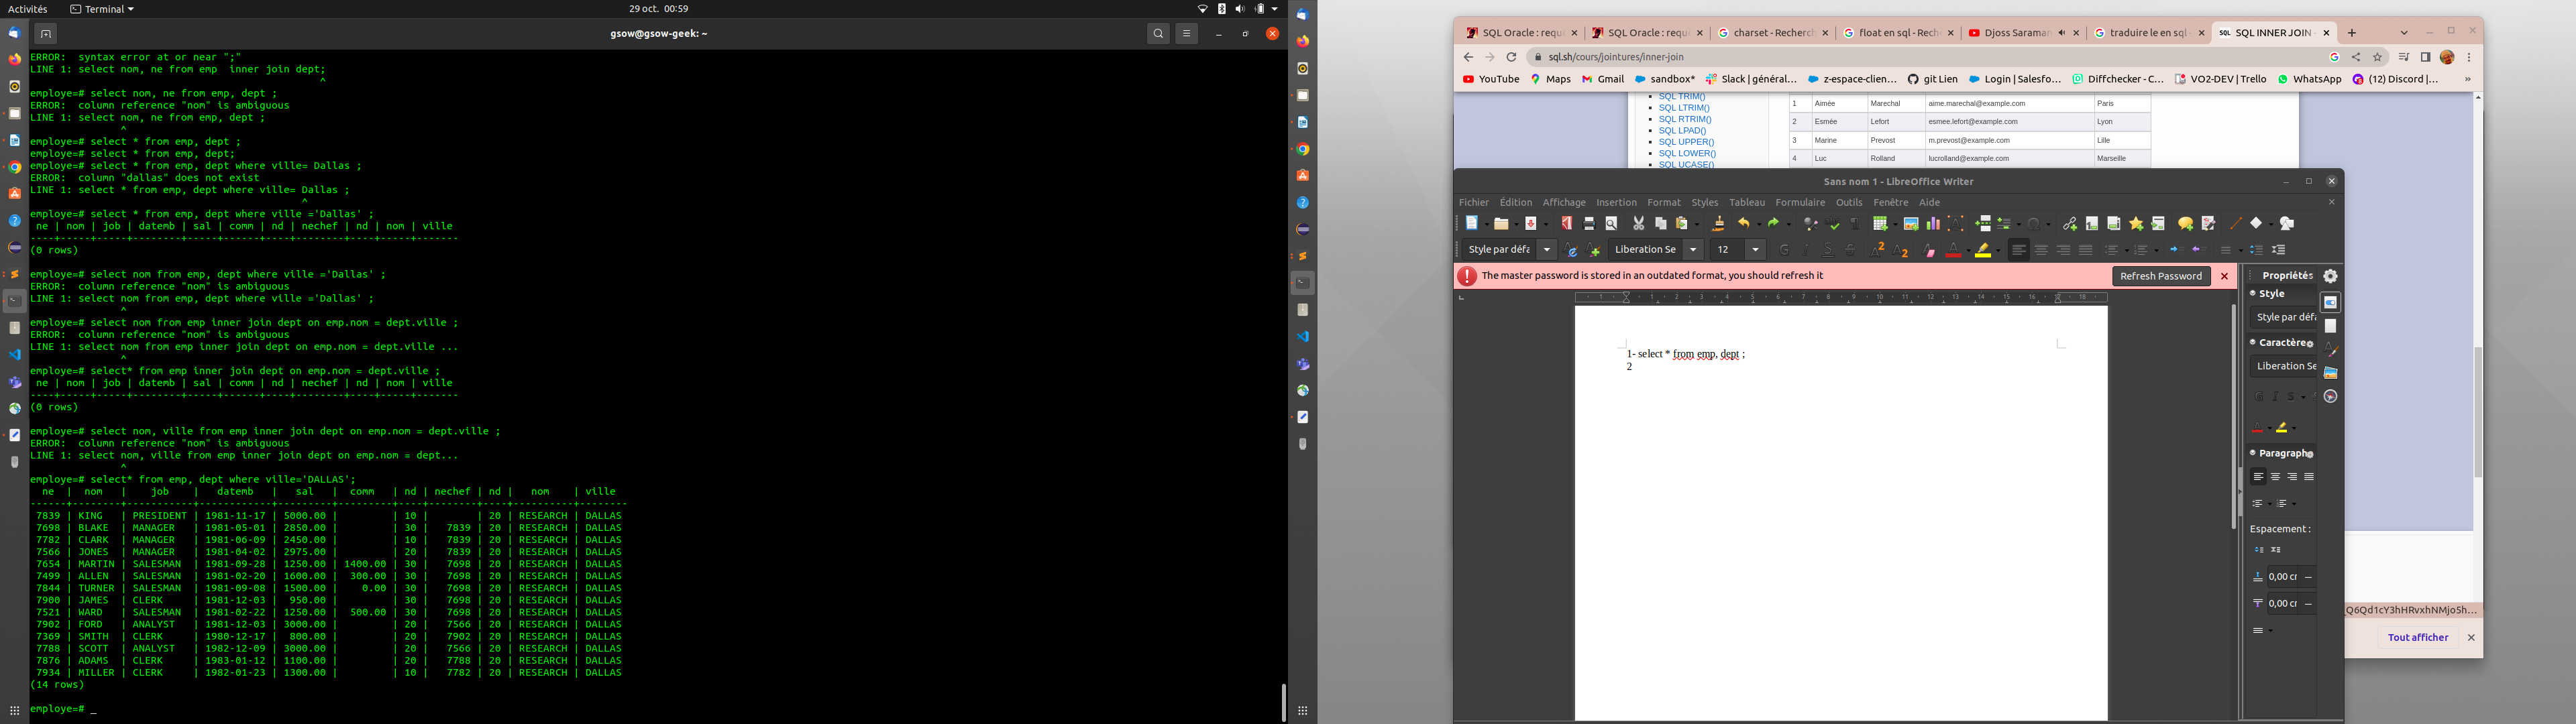 Activités
Terminal
29 oct. 00:59
gsow@gsow-geek: ~
ERROR:  syntax error at or near ";"
LINE 1: select nom, ne from emp  inner join dept;
^
employe=# select nom, ne from emp, dept ;
ERROR:  column reference "nom" is ambiguous
LINE 1: select nom, ne from emp, dept ;
^
employe=# select * from emp, dept ;
employe=# select * from emp, dept;
employe=# select * from emp, dept where ville= Dallas ;
ERROR:  column "dallas" does not exist
LINE 1: select * from emp, dept where ville= Dallas ;
^
employe=# select * from emp, dept where ville ='Dallas' ;
ne | nom | job | datemb | sal | comm | nd | nechef | nd | nom | ville
----+-----+-----+--------+-----+------+----+--------+----+-----+-------
(0 rows)
employe=# select nom from emp, dept where ville ='Dallas' ;
ERROR:  column reference "nom" is ambiguous
LINE 1: select nom from emp, dept where ville ='Dallas' ;
^
employe=# select nom from emp inner join dept on emp.nom = dept.ville ;
ERROR:  column reference "nom" is ambiguous
LINE 1: select nom from emp inner join dept on emp.nom = dept.ville ...
^
employe=# select* from emp inner join dept on emp.nom = dept.ville ;
ne | nom | job | datemb | sal | comm | nd | nechef | nd | nom | ville
----+-----+-----+--------+-----+------+----+--------+----+-----+-------
(0 rows)
employe=# select nom, ville from emp inner join dept on emp.nom = dept.ville ;
ERROR:  column reference "nom" is ambiguous
LINE 1: select nom, ville from emp inner join dept on emp.nom = dept...
^
employe=# select* from emp, dept where ville='DALLAS';
ne | nom | job | datemb | sal | comm | nd | nechef | nd | nom | ville
------+--------+-----------+------------+---------+---------+----+--------+----+----------+--------
7839 | KING | PRESIDENT | 1981-11-17 | 5000.00 | | 10 | | 20 | RESEARCH | DALLAS
7698 | BLAKE | MANAGER | 1981-05-01 | 2850.00 | | 30 | 7839 | 20 | RESEARCH | DALLAS
7782 | CLARK | MANAGER | 1981-06-09 | 2450.00 | | 10 | 7839 | 20 | RESEARCH | DALLAS
7566 | JONES | MANAGER | 1981-04-02 | 2975.00 | | 20 | 7839 | 20 | RESEARCH | DALLAS
7654 | MARTIN | SALESMAN | 1981-09-28 | 1250.00 | 1400.00 | 30 | 7698 | 20 | RESEARCH | DALLAS
7499 | ALLEN | SALESMAN | 1981-02-20 | 1600.00 | 300.00 | 30 | 7698 | 20 | RESEARCH | DALLAS
7844 | TURNER | SALESMAN | 1981-09-08 | 1500.00 | 0.00 | 30 | 7698 | 20 | RESEARCH | DALLAS
7900 | JAMES | CLERK | 1981-12-03 | 950.00 | | 30 | 7698 | 20 | RESEARCH | DALLAS
7521 | WARD | SALESMAN | 1981-02-22 | 1250.00 | 500.00 | 30 | 7698 | 20 | RESEARCH | DALLAS
7902 | FORD | ANALYST | 1981-12-03 | 3000.00 | | 20 | 7566 | 20 | RESEARCH | DALLAS
7369 | SMITH | CLERK | 1980-12-17 | 800.00 | | 20 | 7902 | 20 | RESEARCH | DALLAS
7788 | SCOTT | ANALYST | 1982-12-09 | 3000.00 | | 20 | 7566 | 20 | RESEARCH | DALLAS
7876 | ADAMS | CLERK | 1983-01-12 | 1100.00 | | 20 | 7788 | 20 | RESEARCH | DALLAS
7934 | MILLER | CLERK | 1982-01-23 | 1300.00 | | 10 | 7782 | 20 | RESEARCH | DALLAS
(14 rows)
employe=# _
SQL Oracle : reque
SQL Oracle : reque
charset - Recherch
float en sql - Rech
Djoss Saraman
traduire le en sql
SQL INNER JOIN -
sql.sh/cours/jointures/inner-join
YouTube Maps Gmail sandbox* Slack | général… z-espace-clien… git Lien Login | Salesfo… Diffchecker - C… VO2-DEV | Trello WhatsApp (12) Discord |… »
SQL TRIM()
SQL LTRIM()
SQL RTRIM()
SQL LPAD()
SQL UPPER()
SQL LOWER()
SQL UCASE()
1 Aimée Marechal aime.marechal@example.com Paris
2 Esmée Lefort esmee.lefort@example.com Lyon
3 Marine Prevost m.prevost@example.com Lille
4 Luc Rolland lucrolland@example.com Marseille
Sans nom 1 - LibreOffice Writer
Fichier Édition Affichage Insertion Format Styles Tableau Formulaire Outils Fenêtre Aide
Style par défa
Liberation Se
12
The master password is stored in an outdated format, you should refresh it
Refresh Password
1- select * from emp, dept ;
2
Propriétés
Style
Style par défa
Caractère
Liberation Se
Paragraph
Espacement :
0,00 cr
0,00 cr
Q6Qd1cY3hHRvxhNMjo5h…
Tout afficher